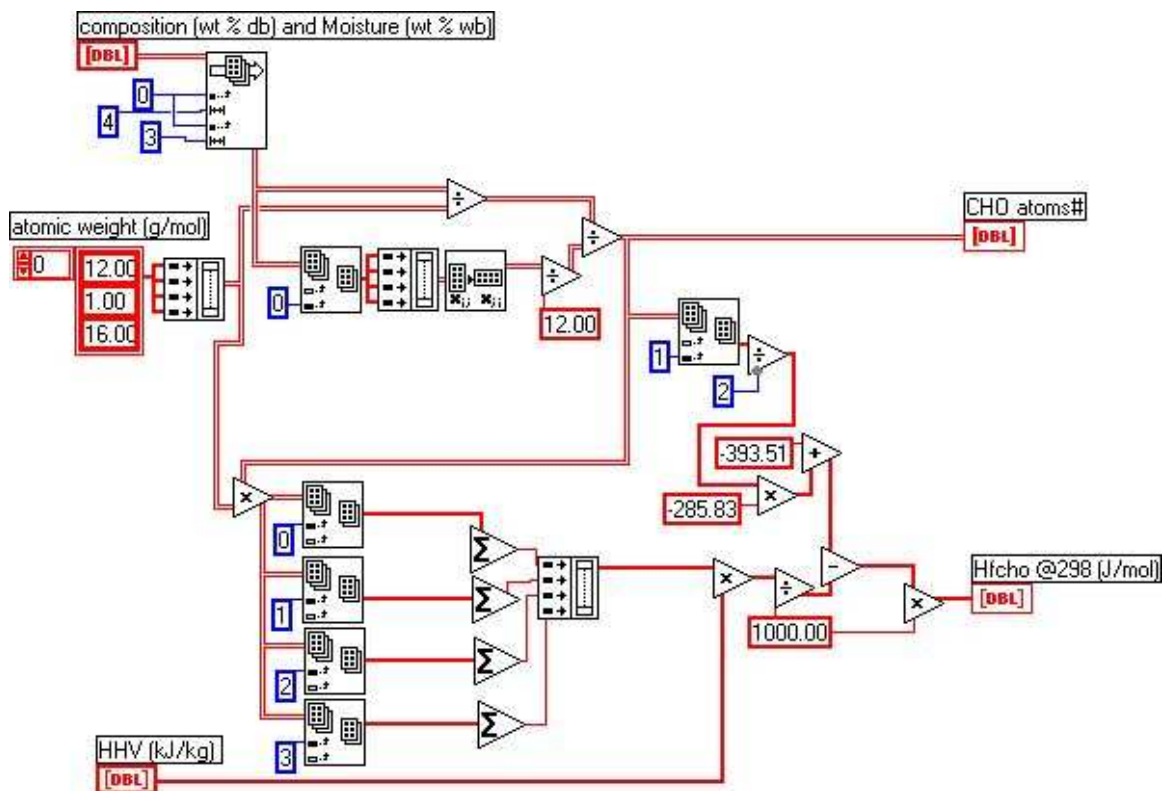 composition (wt % db) and Moisture (wt % wb)
[DBL]
0
4
3
atomic weight (g/mol)
0
12.00
1.00
16.00
÷
÷
CHO atoms#
[DBL]
0
÷
12.00
1
÷
2
-393.51
+
×
-285.83
×
0
Σ
1
Σ
2
Σ
3
Σ
×
÷
-
1000.00
×
Hfcho @298 (J/mol)
[DBL]
HHV (kJ/kg)
[DBL]